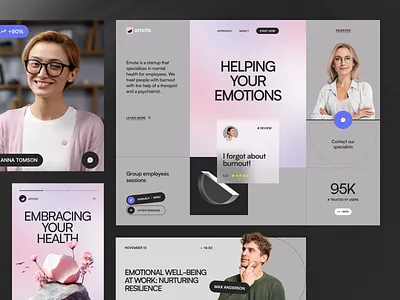 +90%
ANNA TOMSON
EMBRACING
YOUR
HEALTH
emote
Emote is a startup that
specializes in mental
health for employees. We
treat people with burnout
with the help of a therapist
and a psychiatrist.
LEARN MORE
Group employees
sessions
APPROACH
IMPACT
START NOW
HELPING
YOUR
EMOTIONS
# REVIEW
I forgot about
burnout!
5.0
REGISTER
Contact our
specialists
95K
# TRUSTED BY USERS
NOVEMBER 15
EMOTIONAL WELL-BEING
AT WORK: NURTURING
RESILIENCE
MAX ANDERSON